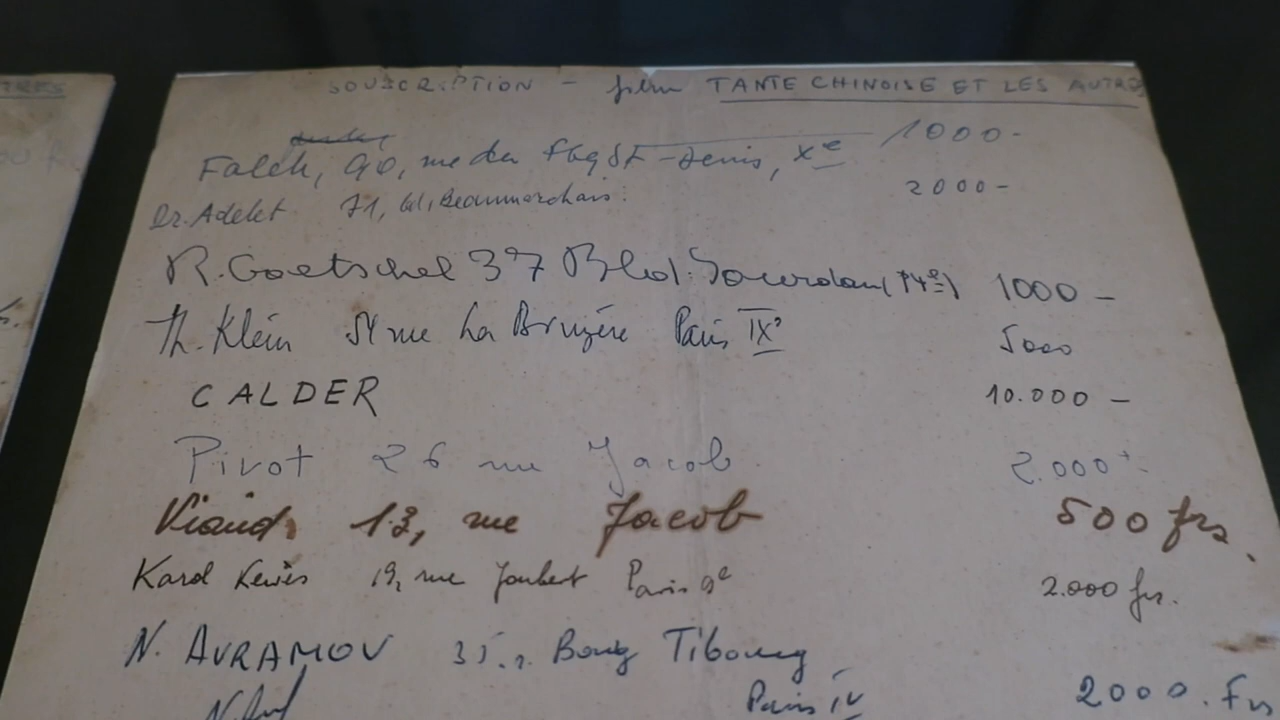 TRES
SOUSCRIPTION - film TANTE CHINOISE ET LES AUTRES
Falck, 90, rue du fbg St-Denis, Xe 1000-
Dr. Adelet 71, bd. Beaumarchais: 2000-
R. Goetschel 37 Bld. Jourdan (14e) 1000 -
Th. Klein 54 rue La Bruyère Paris IXe 5000
CALDER 10.000 -
Pivot 26 rue Jacob 2.000
Viaud, 13, rue Jacob 500 frs.
Karol 19, rue Joubert Paris 9e 2.000 frs.
N. AVRAMOV 35. r. Bourg Tibourg
Paris IV 2000. Frs